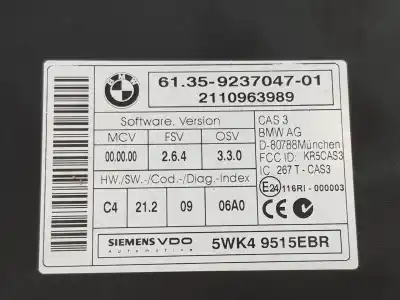 BMW
61.35-9237047-01
2110963989
Software, Version
MCV FSV OSV
00.00.00 2.6.4 3.3.0
HW./SW.-/Cod.-/Diag.-Index
C4 21.2 09 06A0
CAS 3
BMW AG
D-80788München
FCC ID: KR5CAS3
IC 267 T - CAS3
E24 116RI - 000003
CE
SIEMENS VDO
Automotive
5WK4 9515EBR